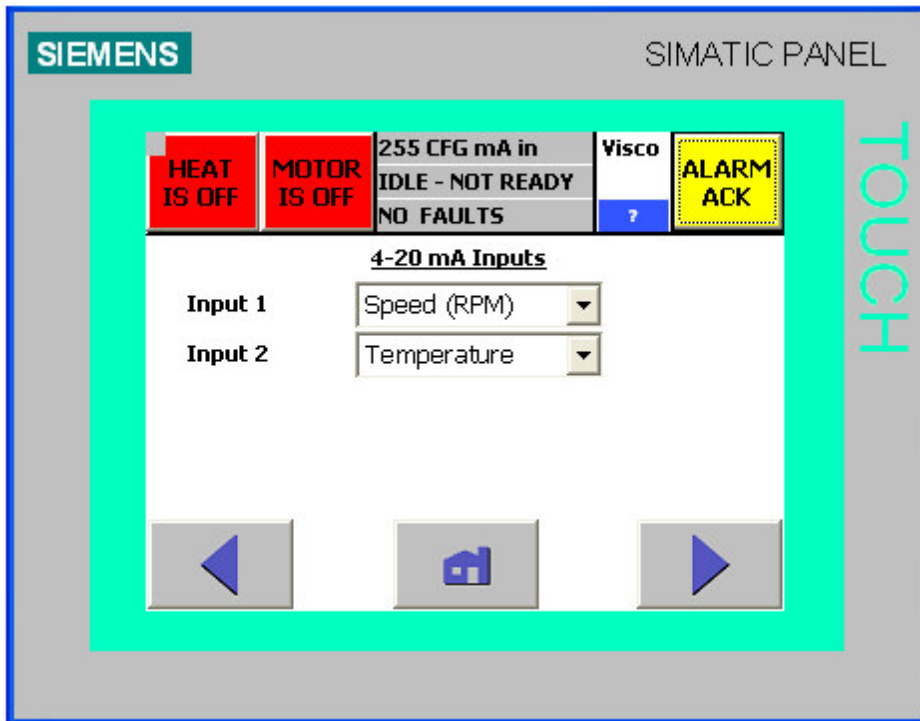 SIEMENS
SIMATIC PANEL
TOUCH
HEAT
IS OFF
MOTOR
IS OFF
255 CFG mA in
IDLE - NOT READY
NO FAULTS
Visco
?
ALARM
ACK
4-20 mA Inputs
Input 1
Speed (RPM)
Input 2
Temperature